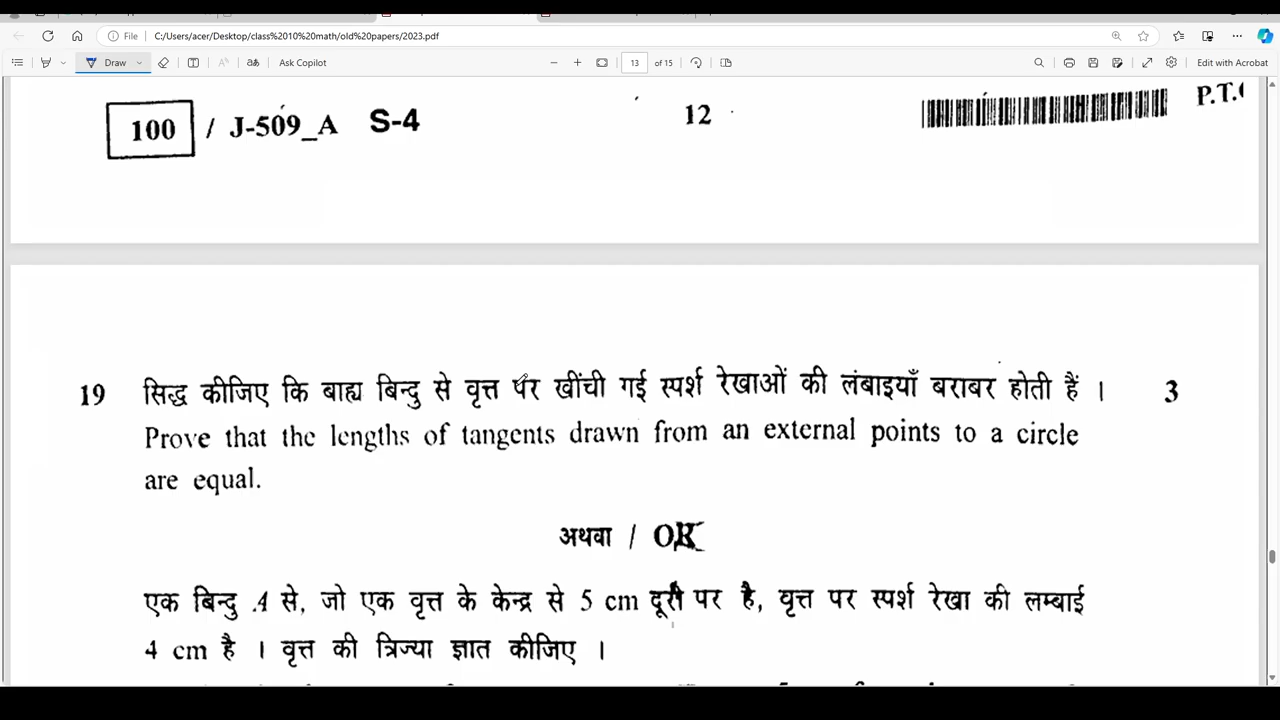 File C:/Users/acer/Desktop/class%2010%20math/old%20papers/2023.pdf
Draw Ask Copilot 13 of 15 Edit with Acrobat
100 / J-509_A S-4 12 P.T.
19 सिद्ध कीजिए कि बाह्य बिन्दु से वृत्त पर खींची गई स्पर्श रेखाओं की लंबाइयाँ बराबर होती हैं । 3
Prove that the lengths of tangents drawn from an external points to a circle
are equal.
अथवा / OR
एक बिन्दु A से, जो एक वृत्त के केन्द्र से 5 cm दूरी पर है, वृत्त पर स्पर्श रेखा की लम्बाई
4 cm है । वृत्त की त्रिज्या ज्ञात कीजिए ।